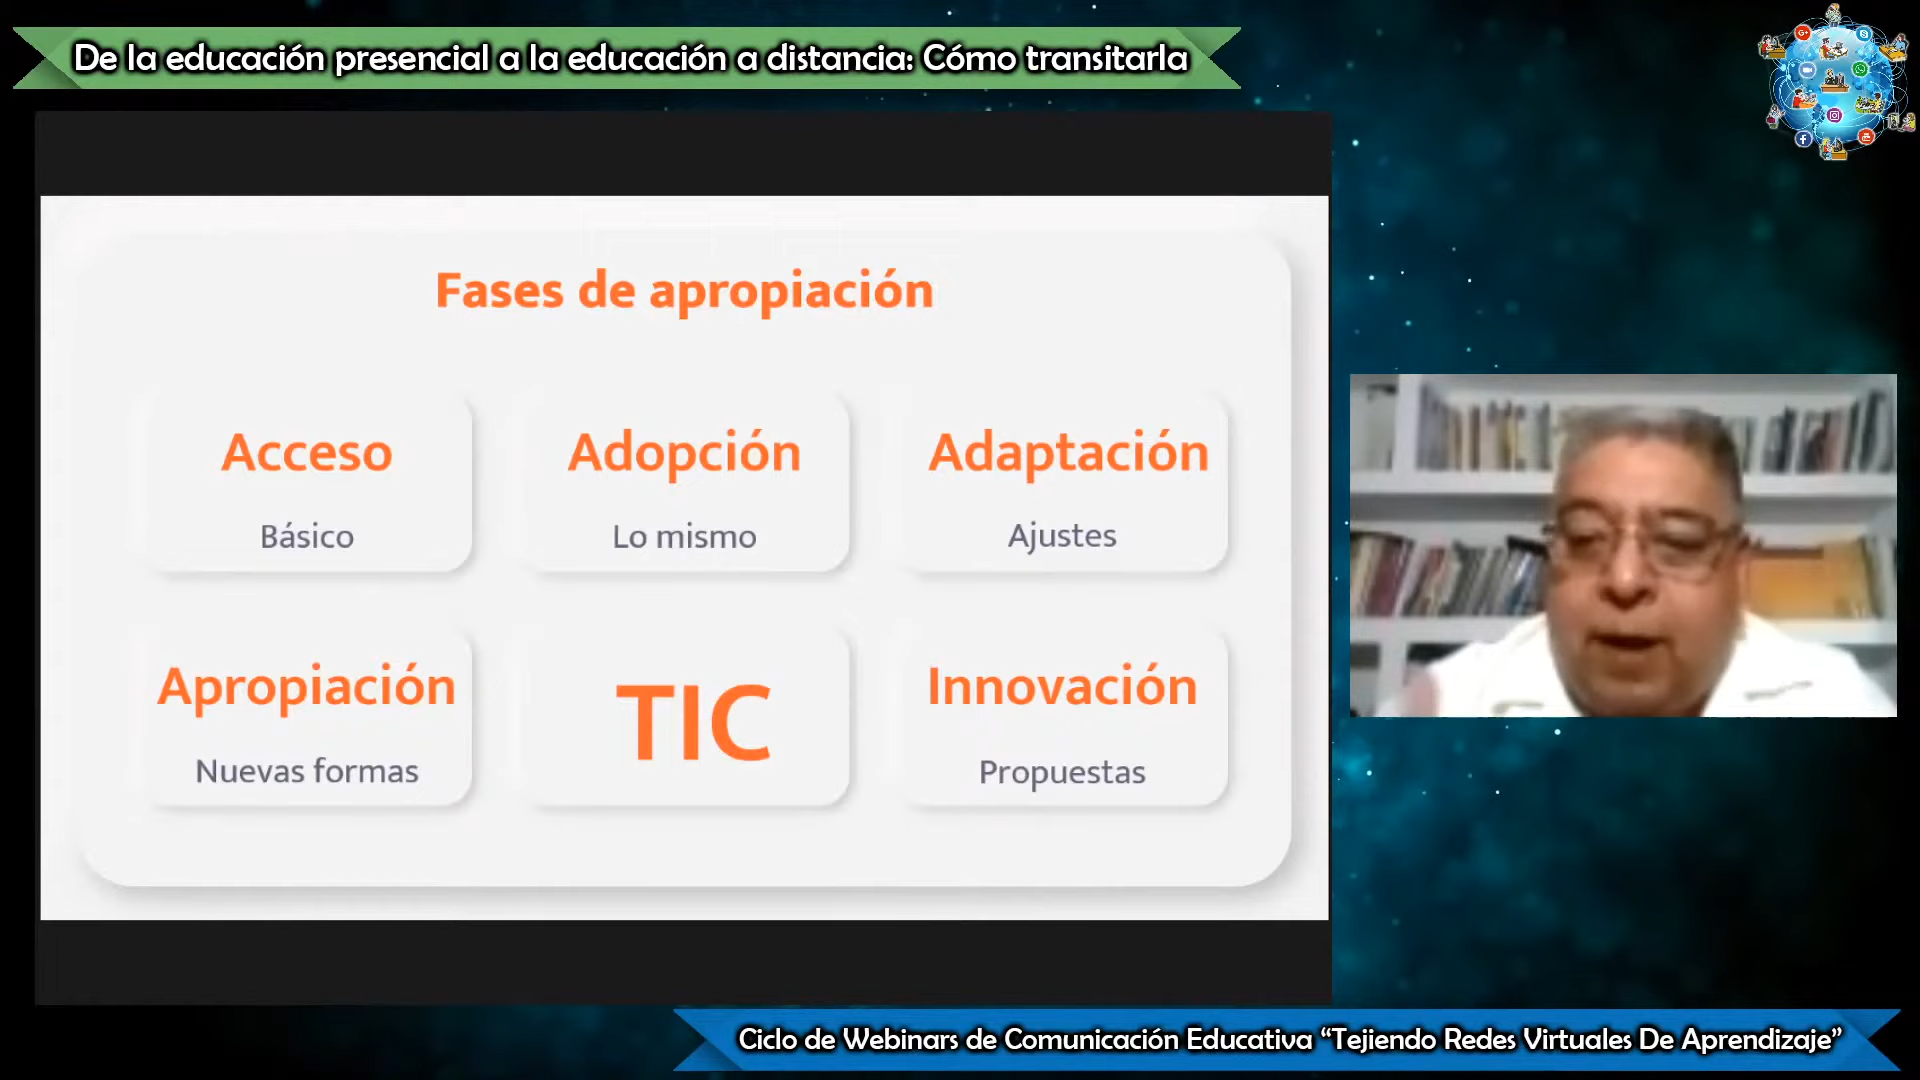 De la educación presencial a la educación a distancia: Cómo transitarla
Fases de apropiación
Acceso
Básico
Adopción
Lo mismo
Adaptación
Ajustes
Apropiación
Nuevas formas
TIC
Innovación
Propuestas
Ciclo de Webinars de Comunicación Educativa “Tejiendo Redes Virtuales De Aprendizaje”